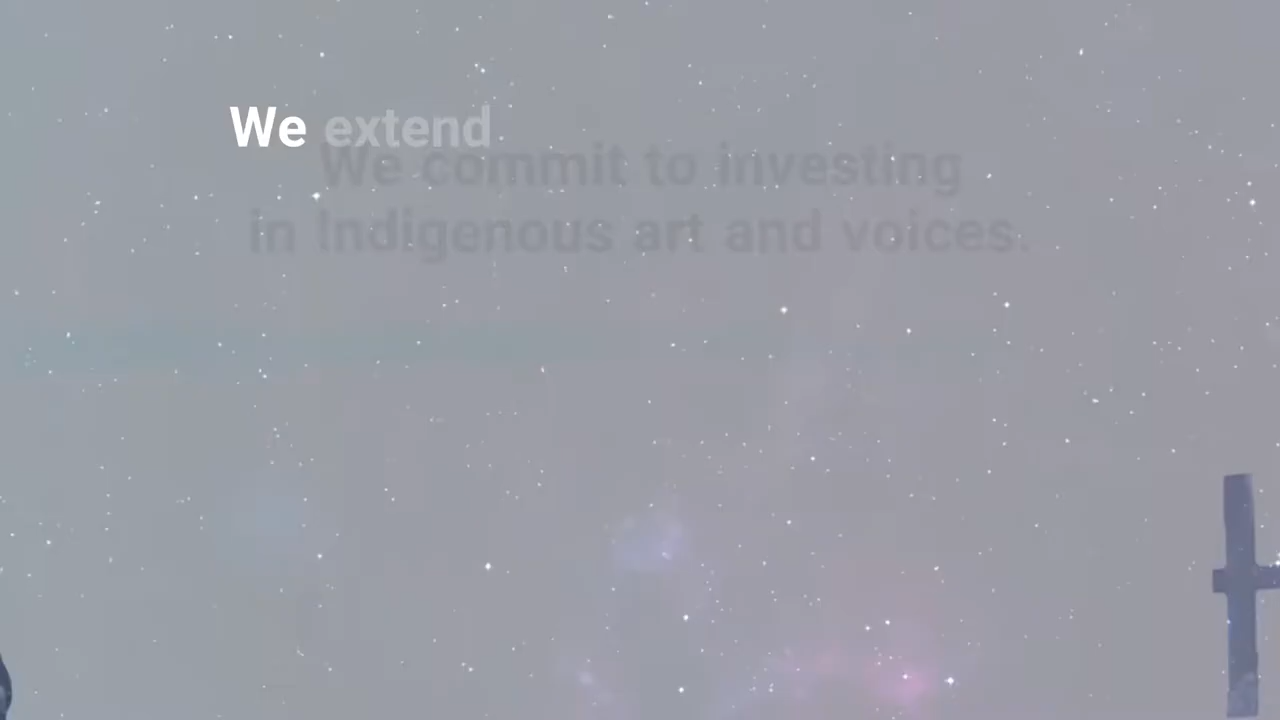 We extend
We commit to investing
in Indigenous art and voices.